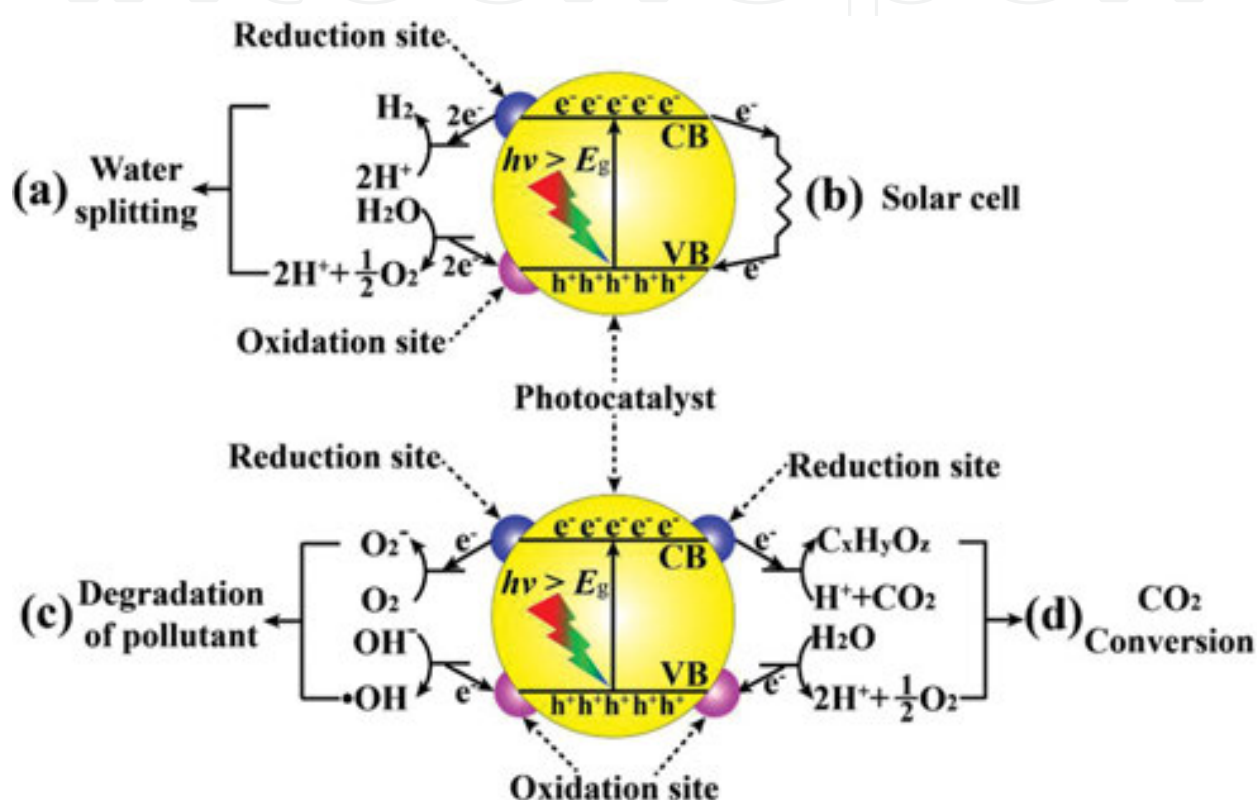 Reduction site
H₂
2e⁻
e⁻ e⁻ e⁻ e⁻ e⁻
e⁻
CB
2H⁺
hν > Eg
(a) Water splitting
H₂O
(b) Solar cell
2H⁺ + ½O₂
2e⁻
VB
e⁻
h⁺h⁺h⁺h⁺h⁺
Oxidation site
Photocatalyst
Reduction site
Reduction site
O₂⁻
e⁻
e⁻ e⁻ e⁻ e⁻ e⁻
e⁻
CxHyOz
CB
O₂
hν > Eg
H⁺+CO₂
(c) Degradation of pollutant
OH⁻
H₂O
(d) CO₂ Conversion
VB
•OH
e⁻
h⁺h⁺h⁺h⁺h⁺
e⁻
2H⁺ + ½O₂
Oxidation site